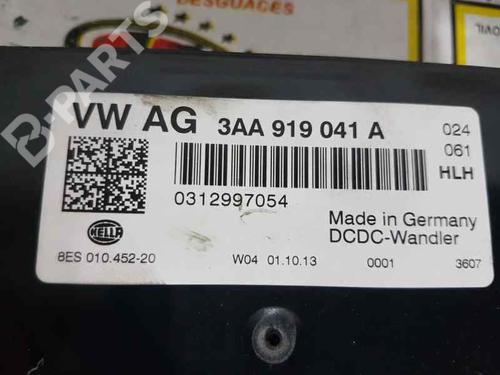 DESGUACES
MOVIL
B-PARTS
VW AG 3AA 919 041 A
024
061
HLH
0312997054
HELLA
Made in Germany
DCDC-Wandler
8ES 010.452-20
W04 01.10.13
0001
3607